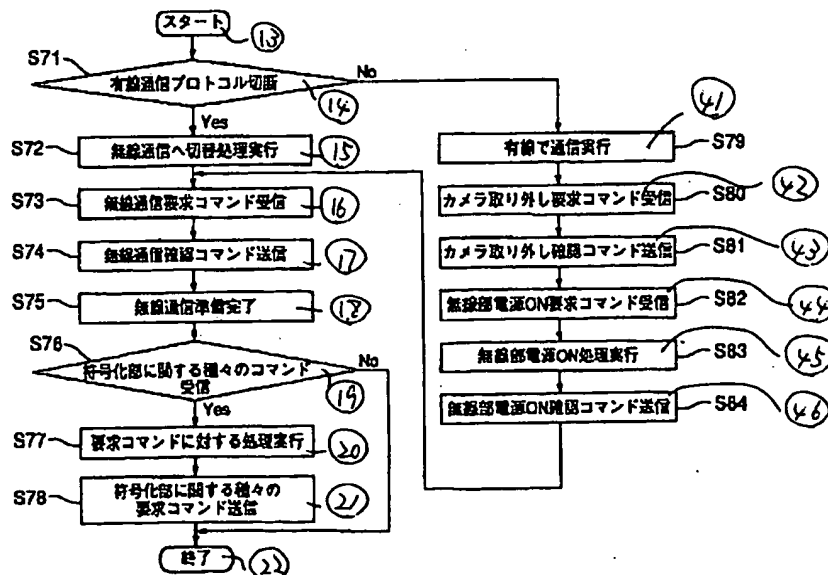 スタート
13
S71
有線通信プロトコル切断
No
14
Yes
S72
無線通信へ切替処理実行
15
S73
無線通信要求コマンド受信
16
S74
無線通信確認コマンド送信
17
S75
無線通信準備完了
18
S76
符号化部に関する種々のコマンド
受信
No
19
Yes
S77
要求コマンドに対する処理実行
20
S78
符号化部に関する種々の
要求コマンド送信
21
終了
22
41
有線で通信実行
S79
42
カメラ取り外し要求コマンド受信
S80
カメラ取り外し確認コマンド送信
S81
43
無線部電源ON要求コマンド受信
S82
44
無線部電源ON処理実行
S83
45
無線部電源ON確認コマンド送信
S84
46